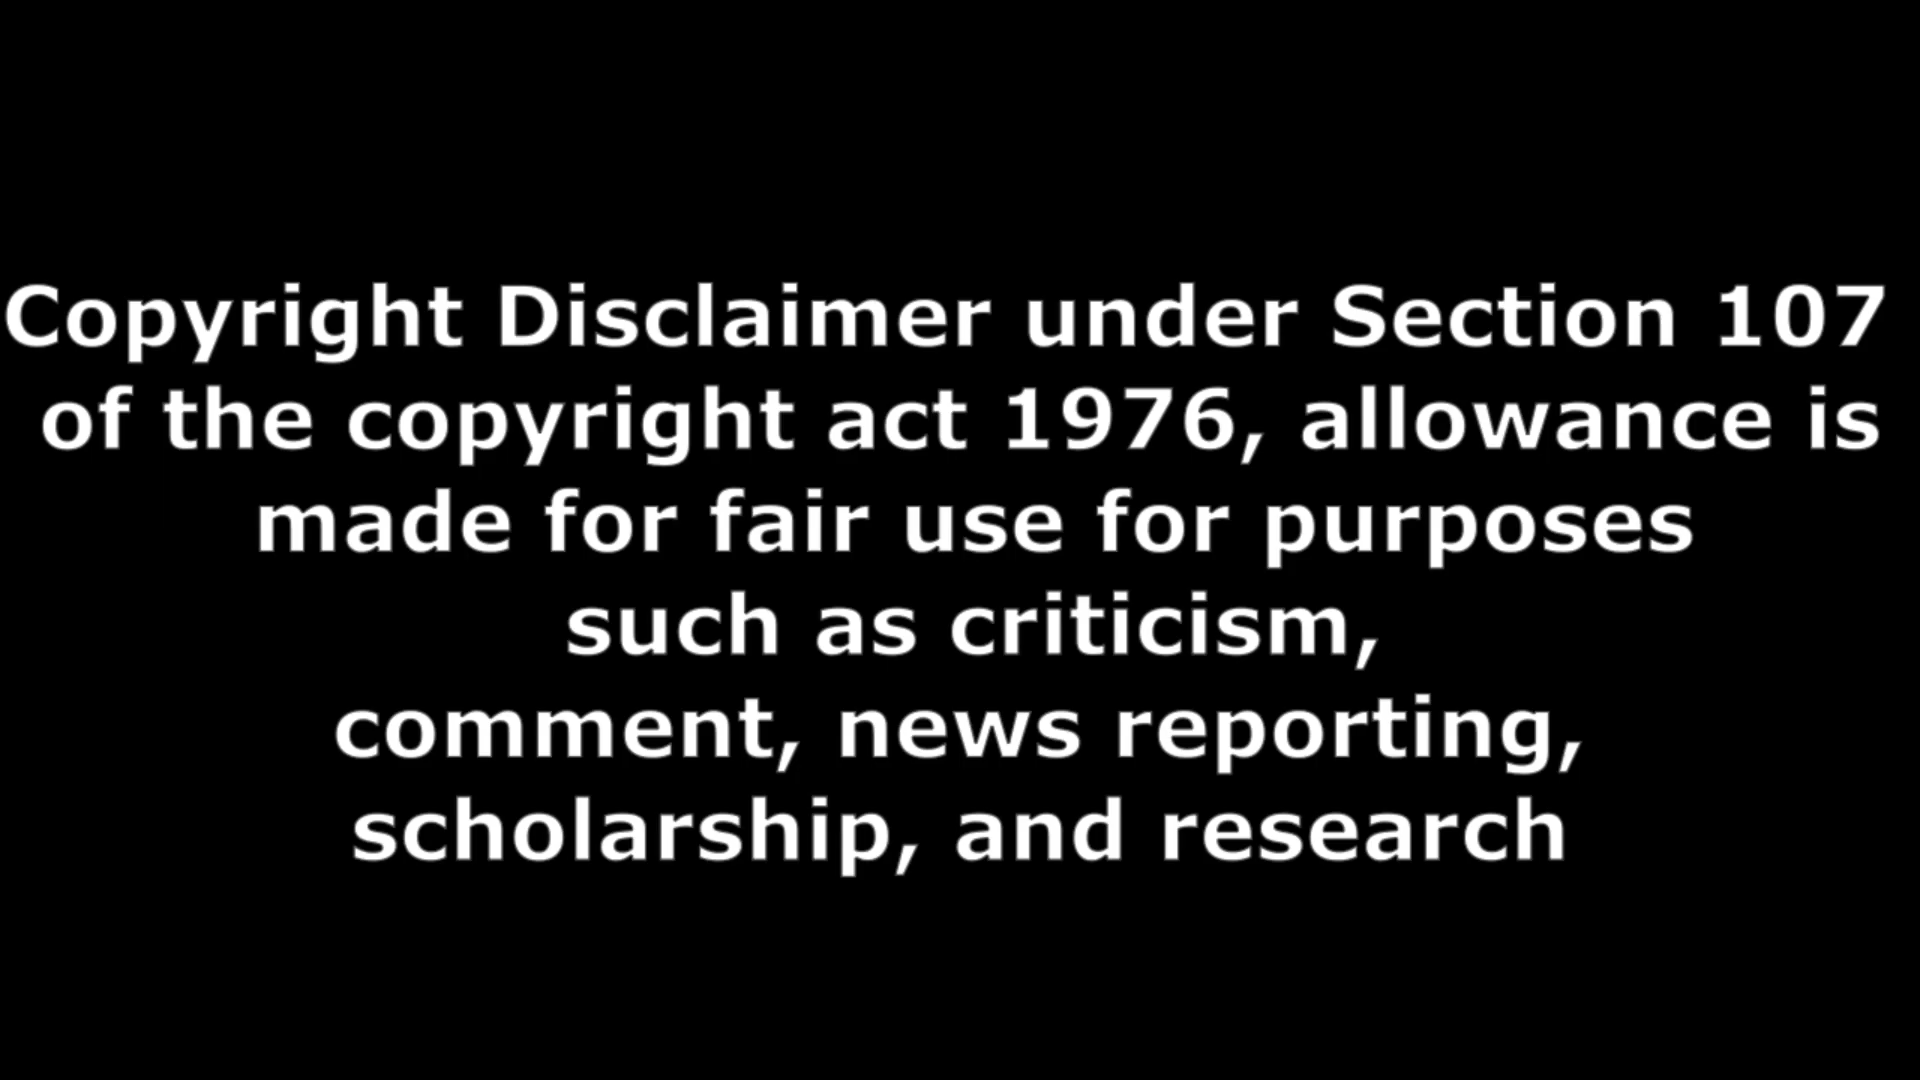 Copyright Disclaimer under Section 107
of the copyright act 1976, allowance is
made for fair use for purposes
such as criticism,
comment, news reporting,
scholarship, and research